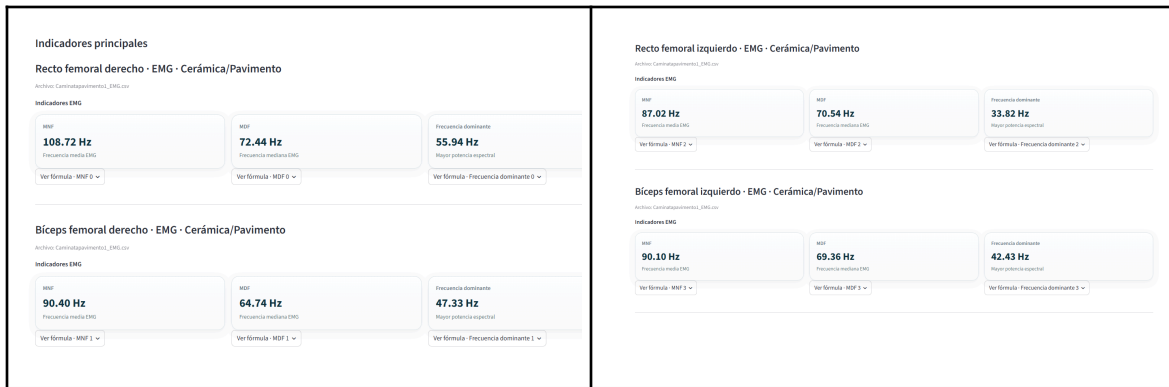 Indicadores principales
Recto femoral derecho · EMG · Cerámica/Pavimento
Archivo: Caminatapavimento1_EMG.csv
Indicadores EMG
MNF
108.72 Hz
Frecuencia media EMG
Ver fórmula · MNF 0
MDF
72.44 Hz
Frecuencia mediana EMG
Ver fórmula · MDF 0
Frecuencia dominante
55.94 Hz
Mayor potencia espectral
Ver fórmula · Frecuencia dominante 0
Bíceps femoral derecho · EMG · Cerámica/Pavimento
Archivo: Caminatapavimento1_EMG.csv
Indicadores EMG
MNF
90.40 Hz
Frecuencia media EMG
Ver fórmula · MNF 1
MDF
64.74 Hz
Frecuencia mediana EMG
Ver fórmula · MDF 1
Frecuencia dominante
47.33 Hz
Mayor potencia espectral
Ver fórmula · Frecuencia dominante 1
Recto femoral izquierdo · EMG · Cerámica/Pavimento
Archivo: Caminatapavimento1_EMG.csv
Indicadores EMG
MNF
87.02 Hz
Frecuencia media EMG
Ver fórmula · MNF 2
MDF
70.54 Hz
Frecuencia mediana EMG
Ver fórmula · MDF 2
Frecuencia dominante
33.82 Hz
Mayor potencia espectral
Ver fórmula · Frecuencia dominante 2
Bíceps femoral izquierdo · EMG · Cerámica/Pavimento
Archivo: Caminatapavimento1_EMG.csv
Indicadores EMG
MNF
90.10 Hz
Frecuencia media EMG
Ver fórmula · MNF 3
MDF
69.36 Hz
Frecuencia mediana EMG
Ver fórmula · MDF 3
Frecuencia dominante
42.43 Hz
Mayor potencia espectral
Ver fórmula · Frecuencia dominante 3